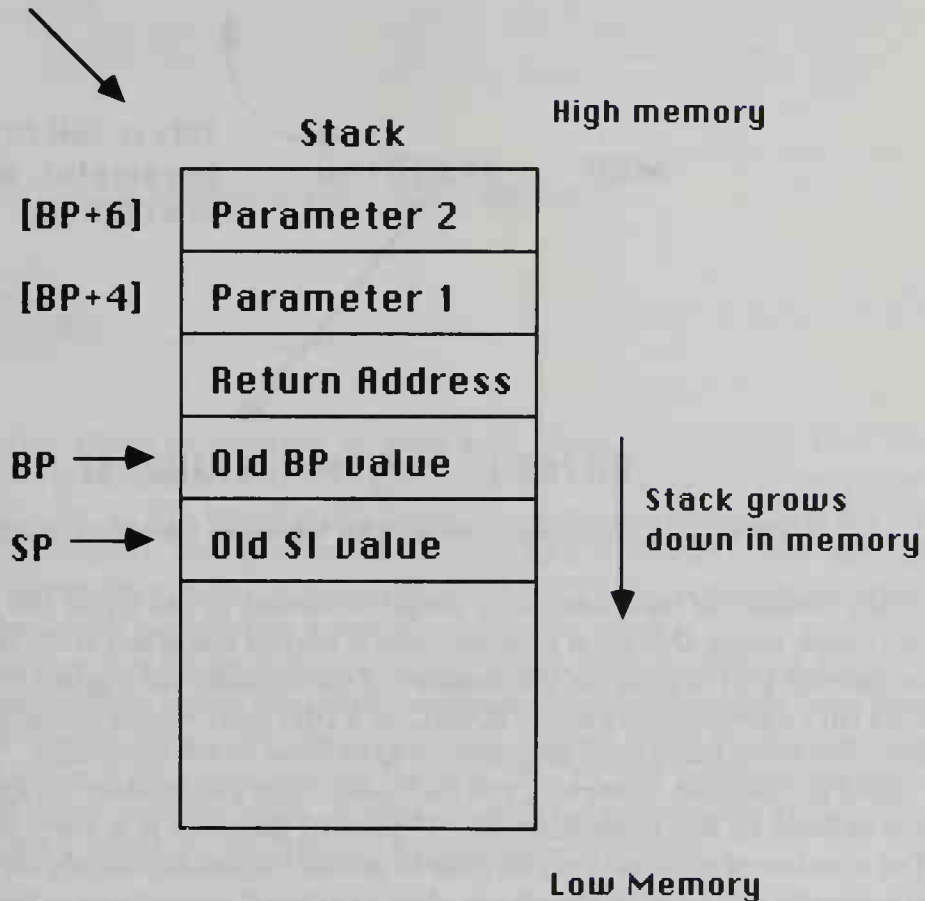 High memory
Stack
[BP+6] Parameter 2
[BP+4] Parameter 1
Return Address
BP Old BP value
SP Old SI value
Stack grows
down in memory
Low Memory